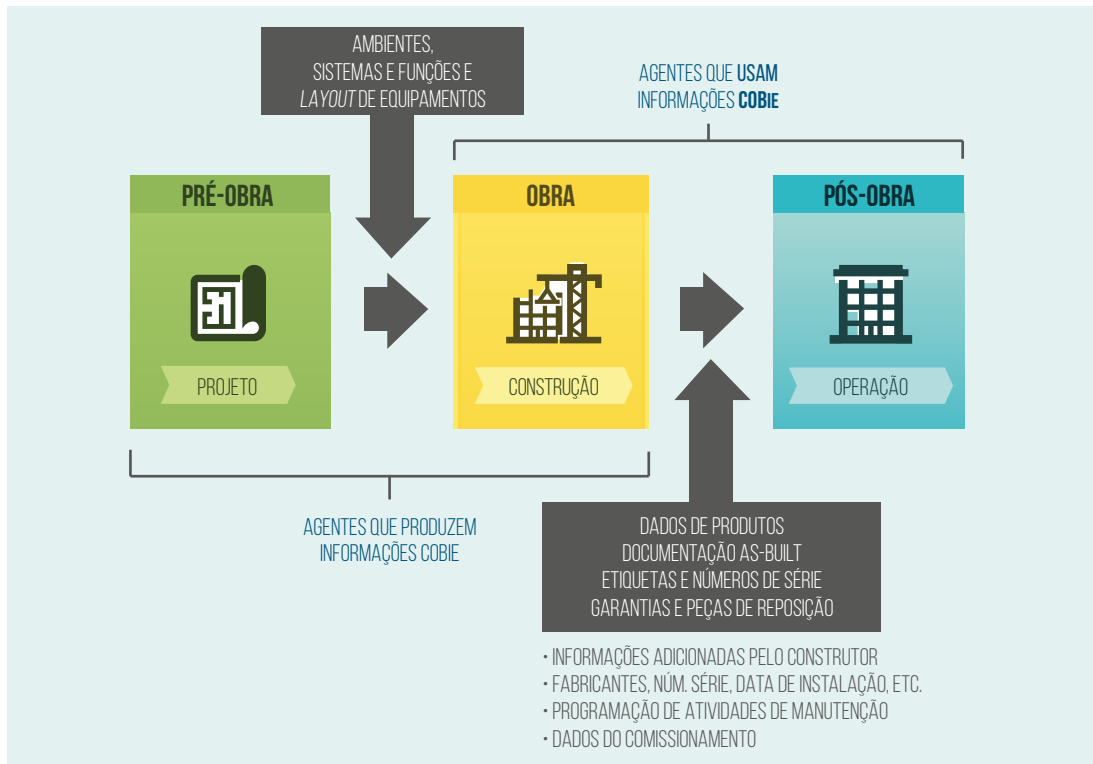 AMBIENTES,
SISTEMAS E FUNÇÕES E
LAYOUT DE EQUIPAMENTOS
AGENTES QUE USAM
INFORMAÇÕES COBIE
PRÉ-OBRA
OBRA
PÓS-OBRA
PROJETO
CONSTRUÇÃO
OPERAÇÃO
AGENTES QUE PRODUZEM
INFORMAÇÕES COBIE
DADOS DE PRODUTOS
DOCUMENTAÇÃO AS-BUILT
ETIQUETAS E NÚMEROS DE SÉRIE
GARANTIAS E PEÇAS DE REPOSIÇÃO
• INFORMAÇÕES ADICIONADAS PELO CONSTRUTOR
• FABRICANTES, NÚM. SÉRIE, DATA DE INSTALAÇÃO, ETC.
• PROGRAMAÇÃO DE ATIVIDADES DE MANUTENÇÃO
• DADOS DO COMISSIONAMENTO